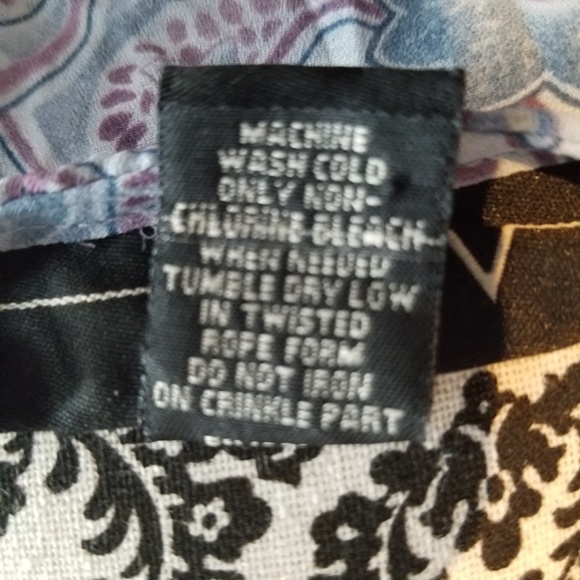 MACHINE
WASH COLD
ONLY NON-
CHLORINE BLEACH
WHEN NEEDED
TUMBLE DRY LOW
IN TWISTED
ROPE FORM
DO NOT IRON
ON CRINKLE PART